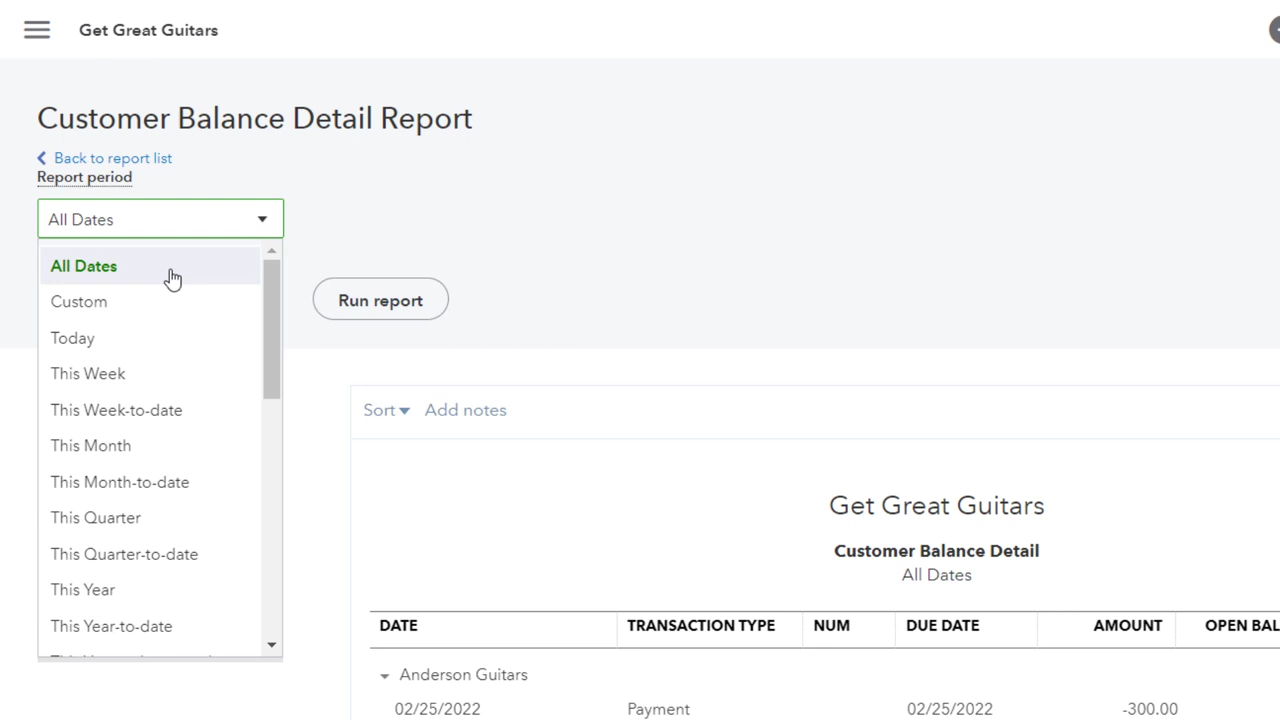 Get Great Guitars
Customer Balance Detail Report
Back to report list
Report period
All Dates
All Dates
Custom
Today
This Week
This Week-to-date
This Month
This Month-to-date
This Quarter
This Quarter-to-date
This Year
This Year-to-date
Run report
Sort Add notes
Get Great Guitars
Customer Balance Detail
All Dates
DATE TRANSACTION TYPE NUM DUE DATE AMOUNT OPEN BAL
Anderson Guitars
02/25/2022 Payment 02/25/2022 -300.00